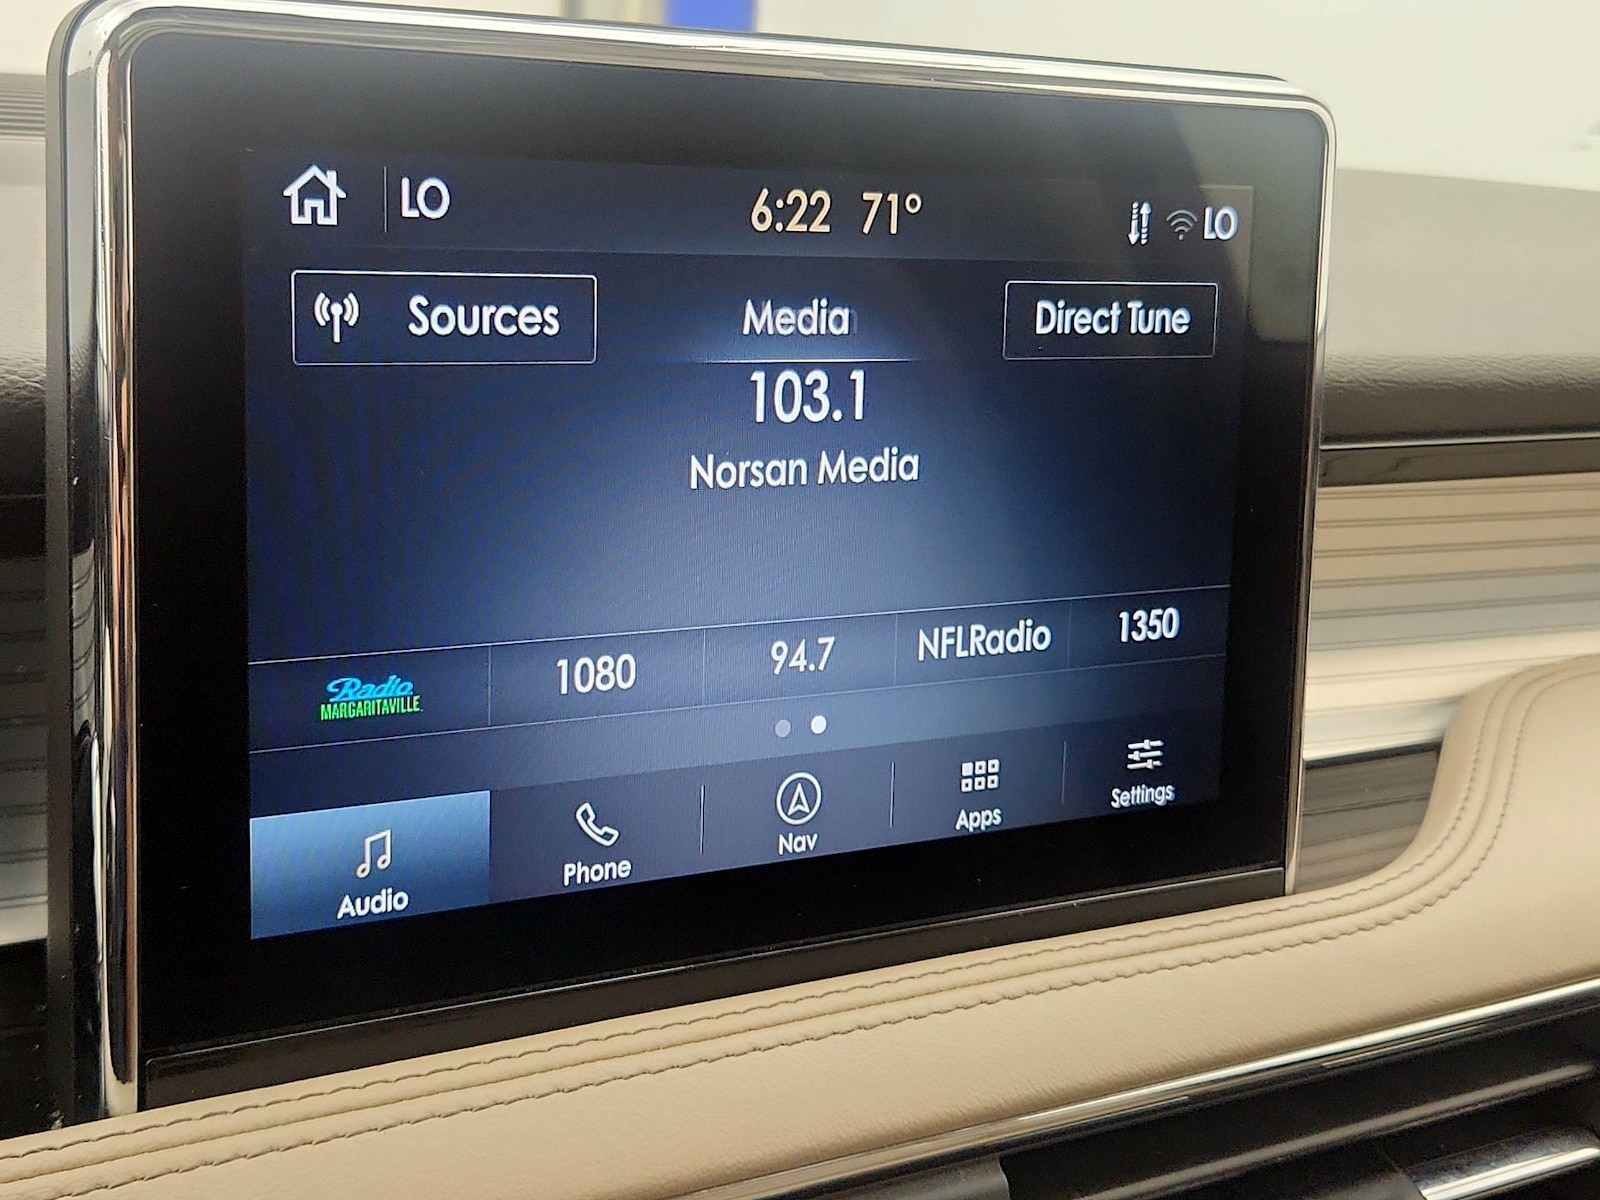 LO
6:22 71°
LO
Sources
Media
Direct Tune
103.1
Norsan Media
Radio
MARGARITAVILLE
1080
94.7
NFLRadio
1350
Audio
Phone
Nav
Apps
Settings